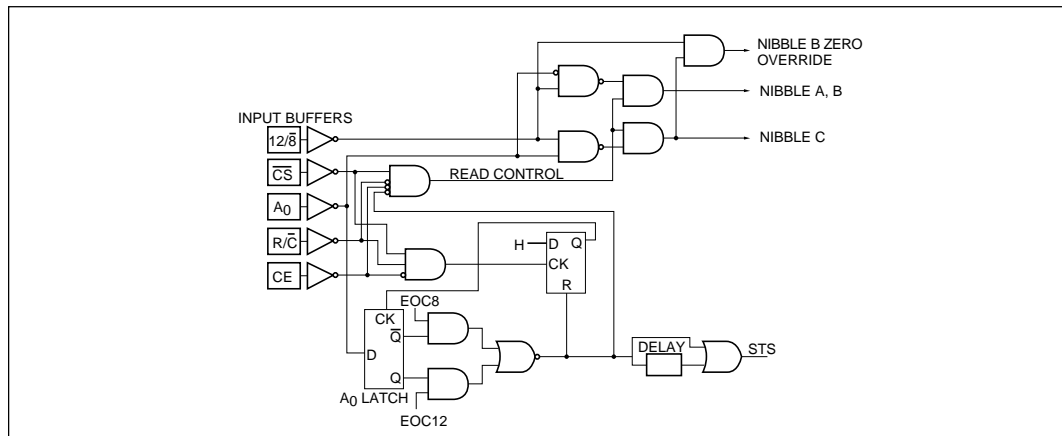 NIBBLE B ZERO
OVERRIDE
NIBBLE A, B
INPUT BUFFERS
12/8̅
NIBBLE C
C̅S̅
READ CONTROL
A0
R/C̅
H
D
Q
CK
CE
R
EOC8
CK
Q̅
D
DELAY
STS
Q
A0 LATCH
EOC12